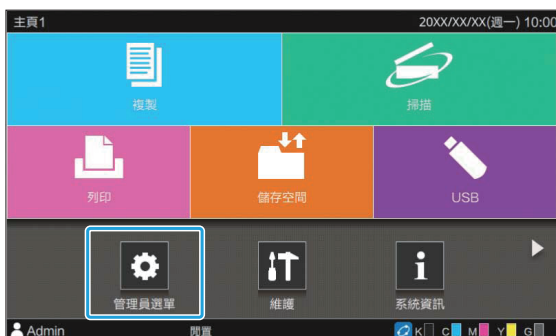 主頁1
20XX/XX/XX(週一) 10:00
複製
掃描
列印
儲存空間
USB
管理員選單
維護
系統資訊
Admin
閒置
K C M Y G